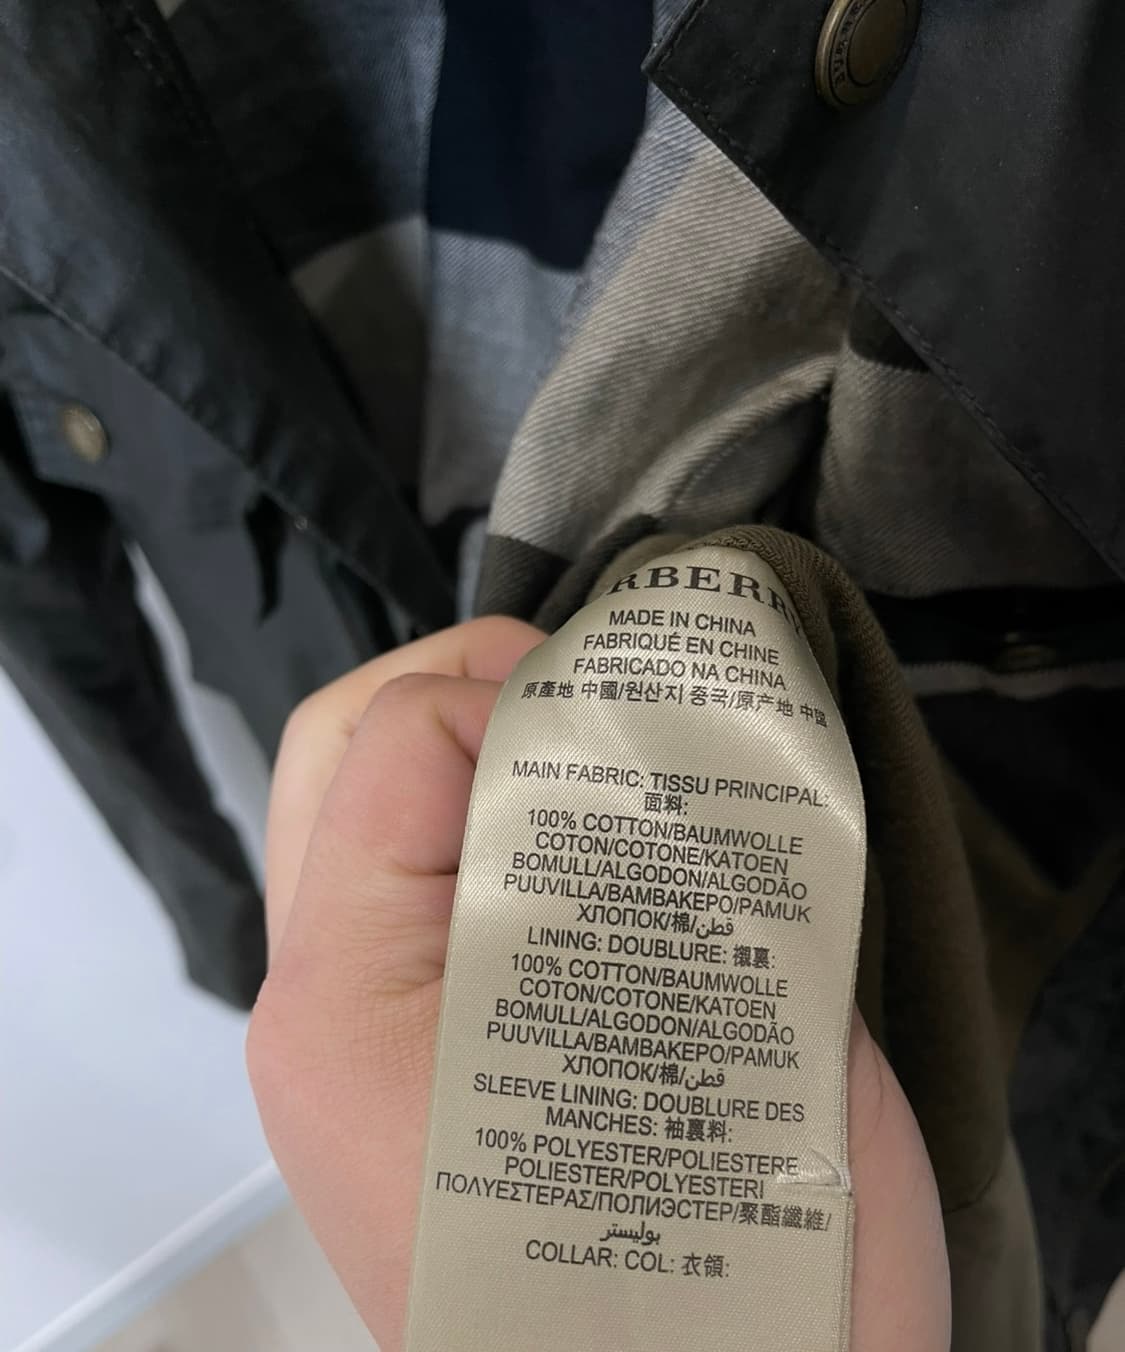 RBERR
MADE IN CHINA
FABRIQUÉ EN CHINE
FABRICADO NA CHINA
原產地 中國/원산지 중국/原产地 中國
MAIN FABRIC: TISSU PRINCIPAL:
面料:
100% COTTON/BAUMWOLLE
COTON/COTONE/KATOEN
BOMULL/ALGODON/ALGODÃO
PUUVILLA/BAMBAKEPO/PAMUK
ХЛОПОК/棉/قطن
LINING: DOUBLURE: 襯裏:
100% COTTON/BAUMWOLLE
COTON/COTONE/KATOEN
BOMULL/ALGODON/ALGODÃO
PUUVILLA/BAMBAKEPO/PAMUK
ХЛОПОК/棉/قطن
SLEEVE LINING: DOUBLURE DES
MANCHES: 袖裏料:
100% POLYESTER/POLIESTERE
POLIESTER/POLYESTERI
ΠΟΛΥΕΣΤΕΡΑΣ/ПОЛИЭСТЕР/聚酯纖維/
بوليستر
COLLAR: COL: 衣領: